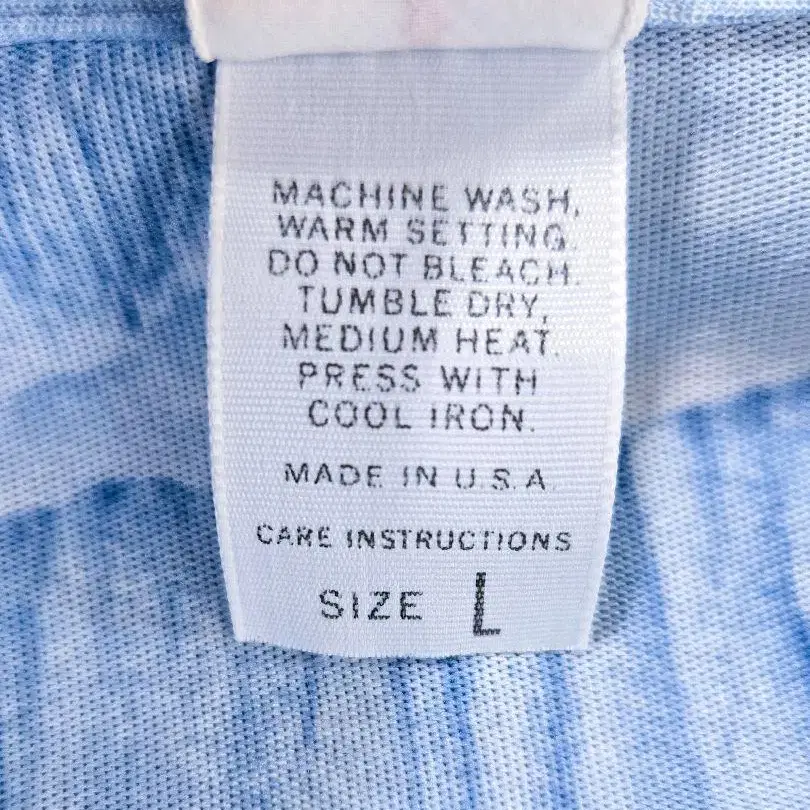 MACHINE WASH,
WARM SETTING.
DO NOT BLEACH.
TUMBLE DRY,
MEDIUM HEAT.
PRESS WITH
COOL IRON.
MADE IN U.S.A.
CARE INSTRUCTIONS
SIZE L